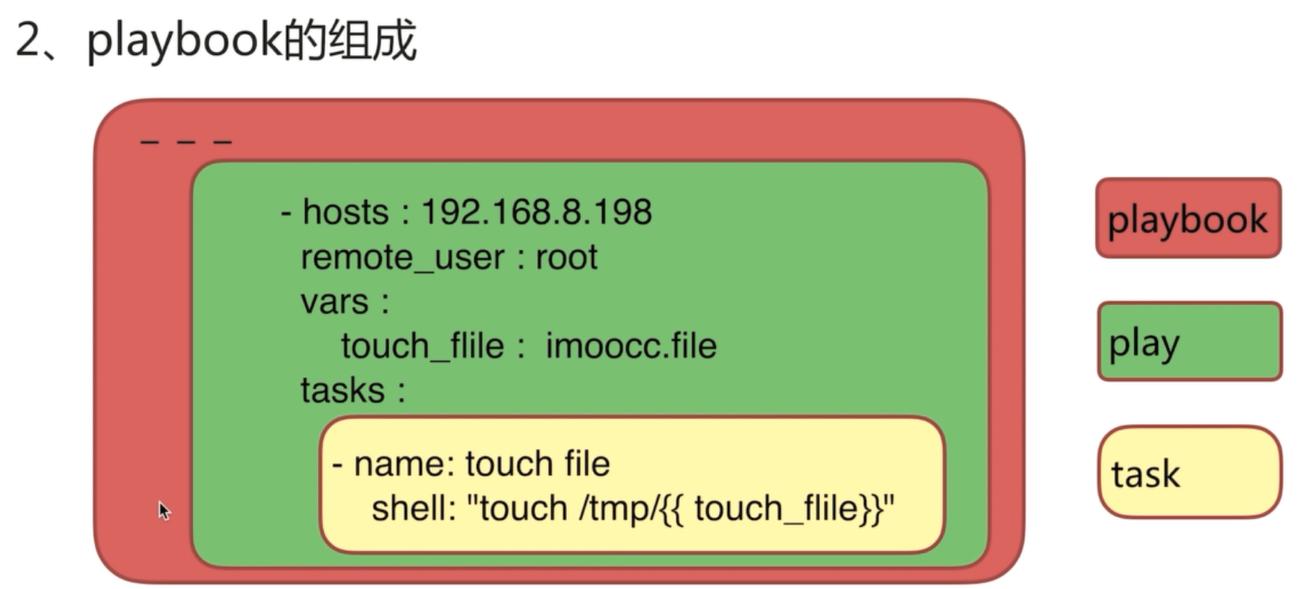 2、playbook的组成
- - -
- hosts : 192.168.8.198
remote_user : root
vars :
touch_flile : imoocc.file
tasks :
- name: touch file
shell: "touch /tmp/{{ touch_flile}}"
playbook
play
task